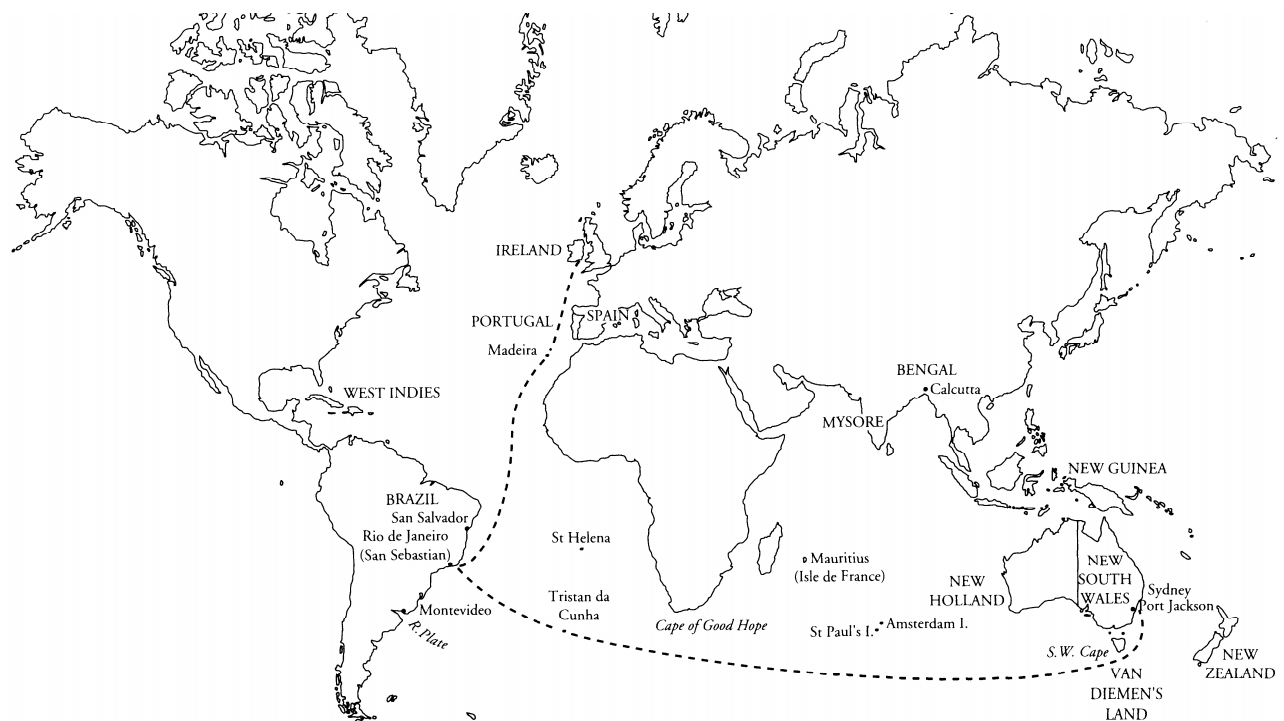 IRELAND
PORTUGAL
SPAIN
Madeira
WEST INDIES
BENGAL
Calcutta
MYSORE
NEW GUINEA
BRAZIL
San Salvador
Rio de Janeiro
(San Sebastian)
St Helena
Mauritius
(Isle de France)
NEW
HOLLAND
NEW
SOUTH
WALES
Sydney
Port Jackson
Montevideo
R. Plate
Tristan da
Cunha
Cape of Good Hope
St Paul's I.
Amsterdam I.
S.W. Cape
VAN
DIEMEN'S
LAND
NEW
ZEALAND